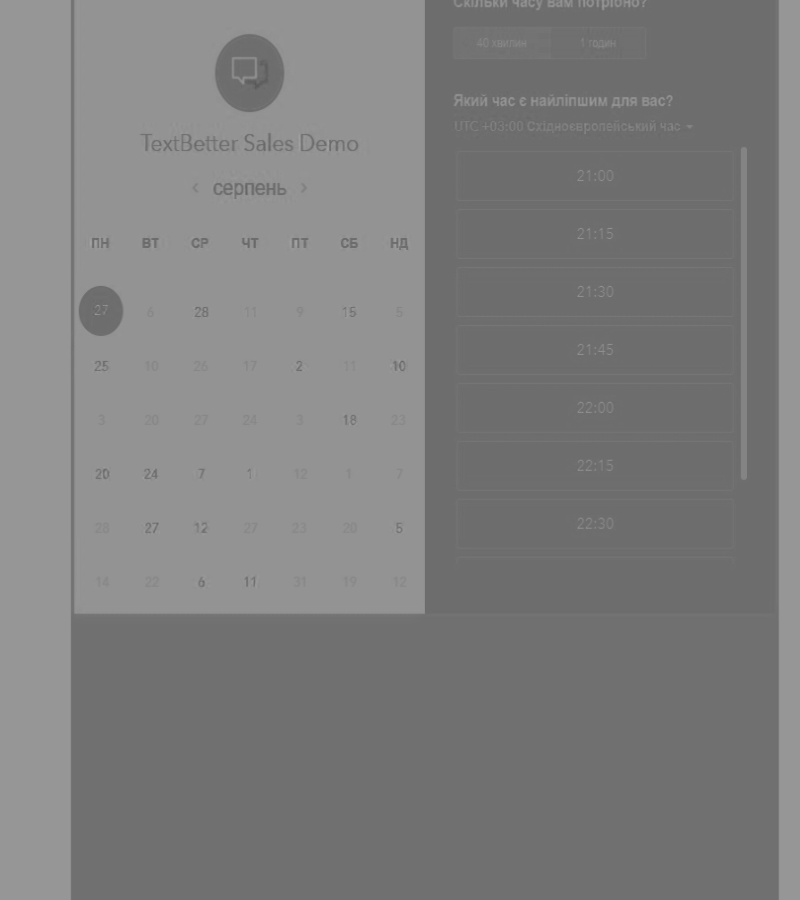 TextBetter Sales Demo
‹ серпень ›
ПН ВТ СР ЧТ ПТ СБ НД
27 6 28 11 9 15 5
25 10 26 17 2 11 10
3 20 27 24 3 18 23
20 24 7 1 12 1 7
28 27 12 27 23 20 5
14 22 6 11 31 19 12
Скільки часу вам потрібно?
40 хвилин 1 годин
Який час є найліпшим для вас?
UTC +03:00 Східноєвропейський час
21:00
21:15
21:30
21:45
22:00
22:15
22:30